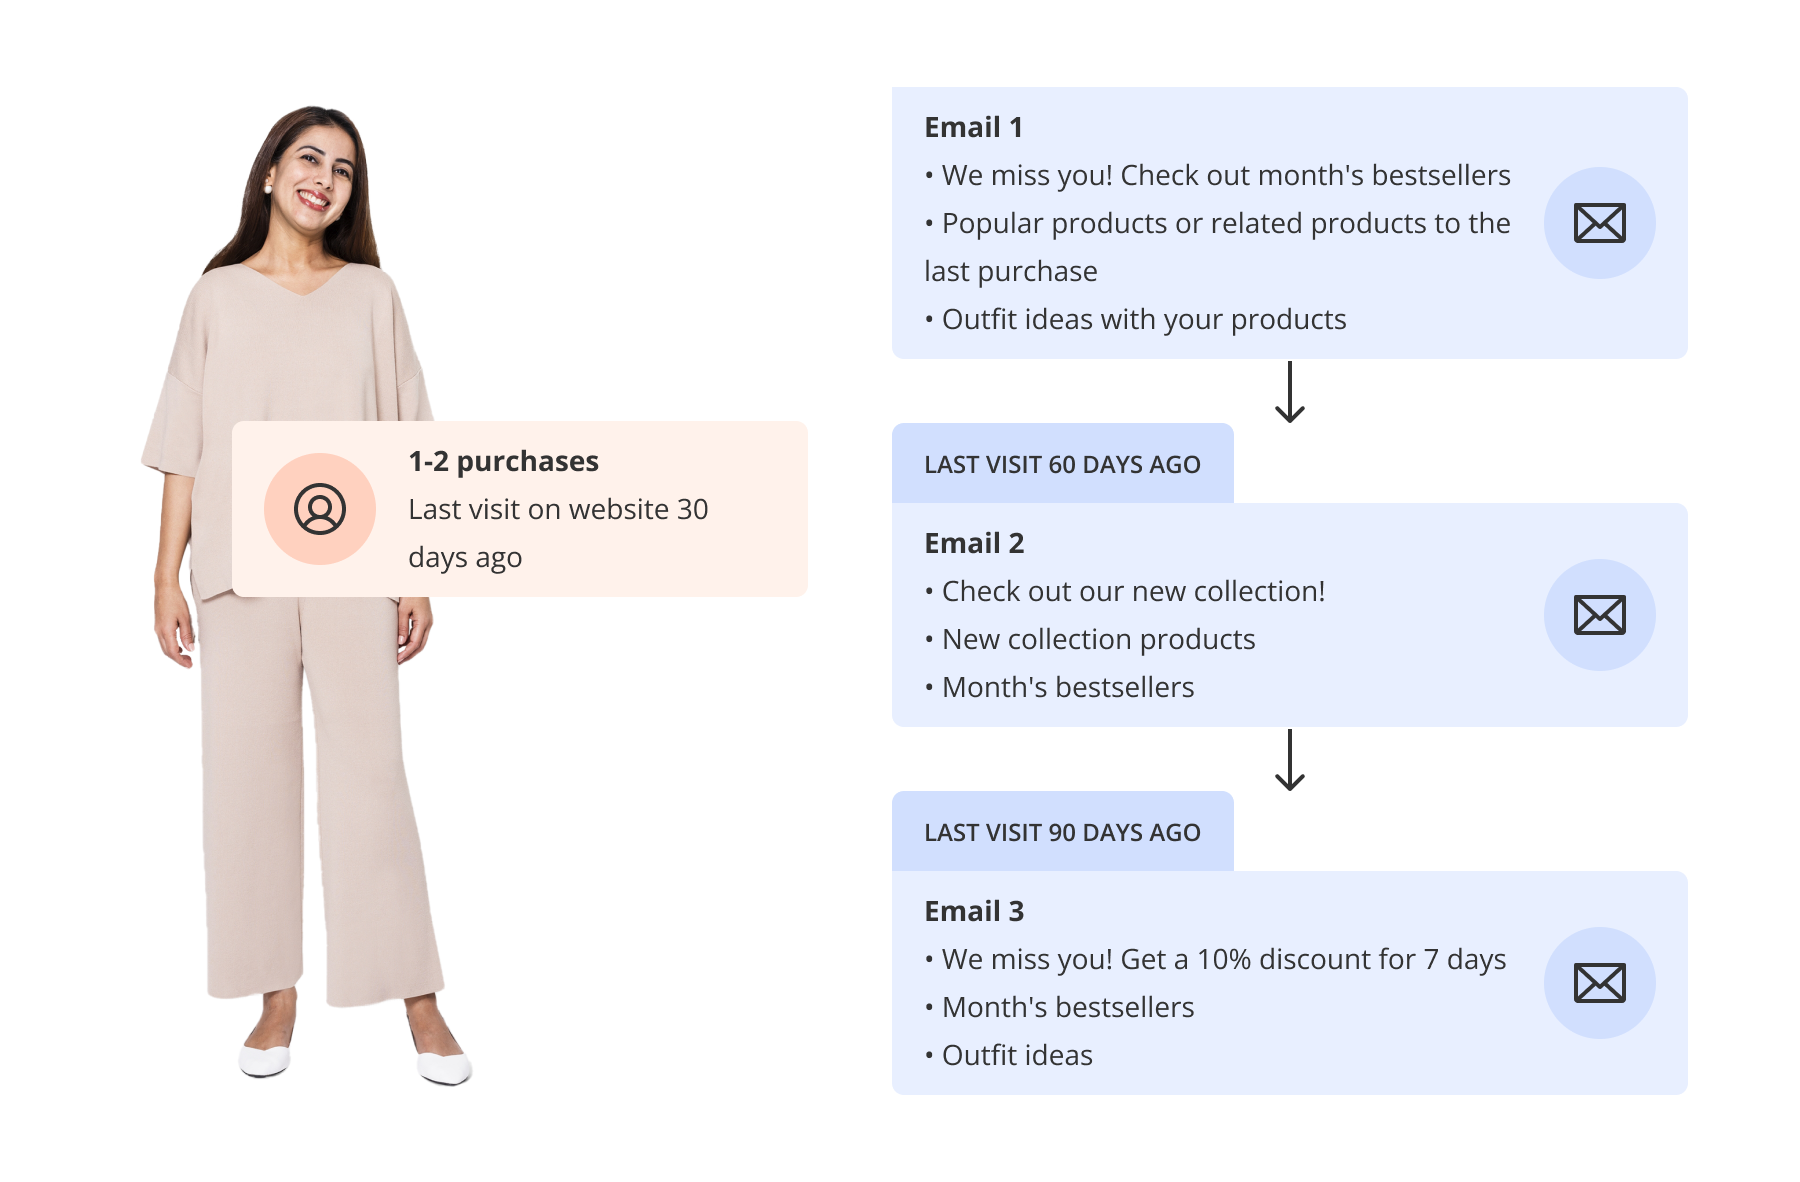 1-2 purchases
Last visit on website 30
days ago
Email 1
• We miss you! Check out month's bestsellers
• Popular products or related products to the
last purchase
• Outfit ideas with your products
LAST VISIT 60 DAYS AGO
Email 2
• Check out our new collection!
• New collection products
• Month's bestsellers
LAST VISIT 90 DAYS AGO
Email 3
• We miss you! Get a 10% discount for 7 days
• Month's bestsellers
• Outfit ideas